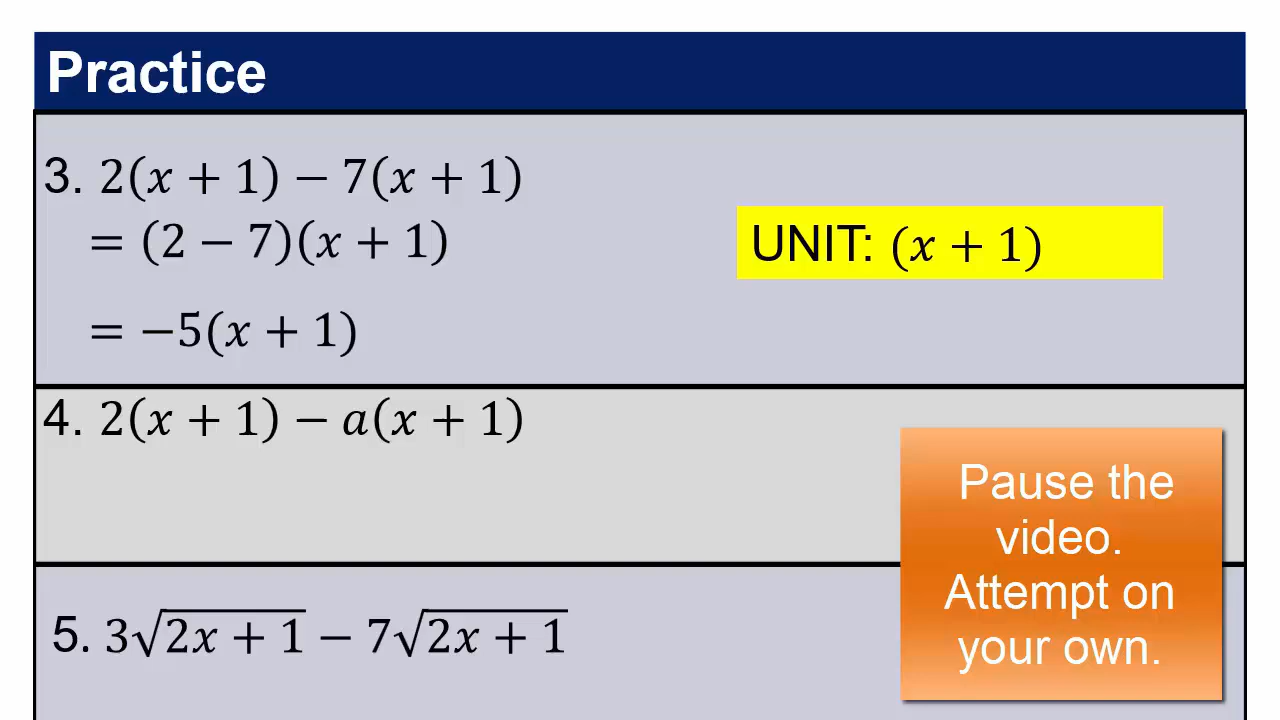 Practice
3. 2(x + 1) − 7(x + 1)
= (2 − 7)(x + 1)
UNIT: (x + 1)
= −5(x + 1)
4. 2(x + 1) − a(x + 1)
5. 3√(2x + 1) − 7√(2x + 1)
Pause the
video.
Attempt on
your own.